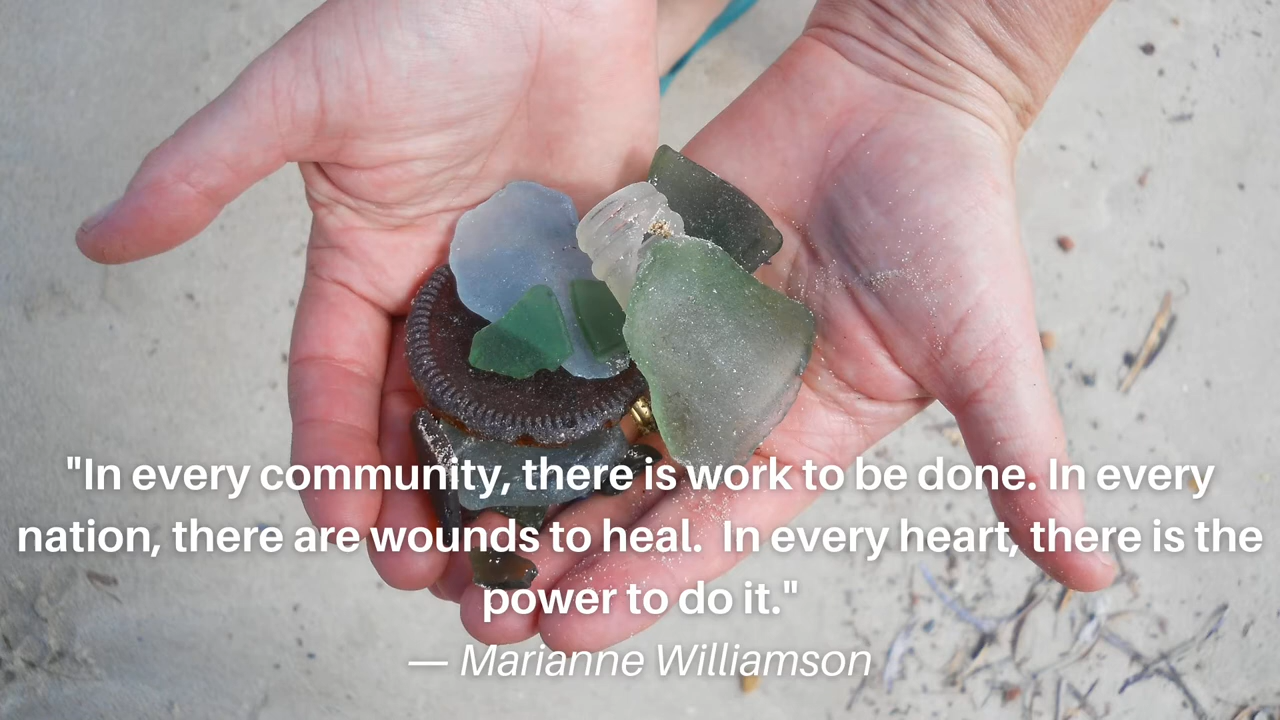 "In every community, there is work to be done. In every
nation, there are wounds to heal.  In every heart, there is the
power to do it."
— Marianne Williamson